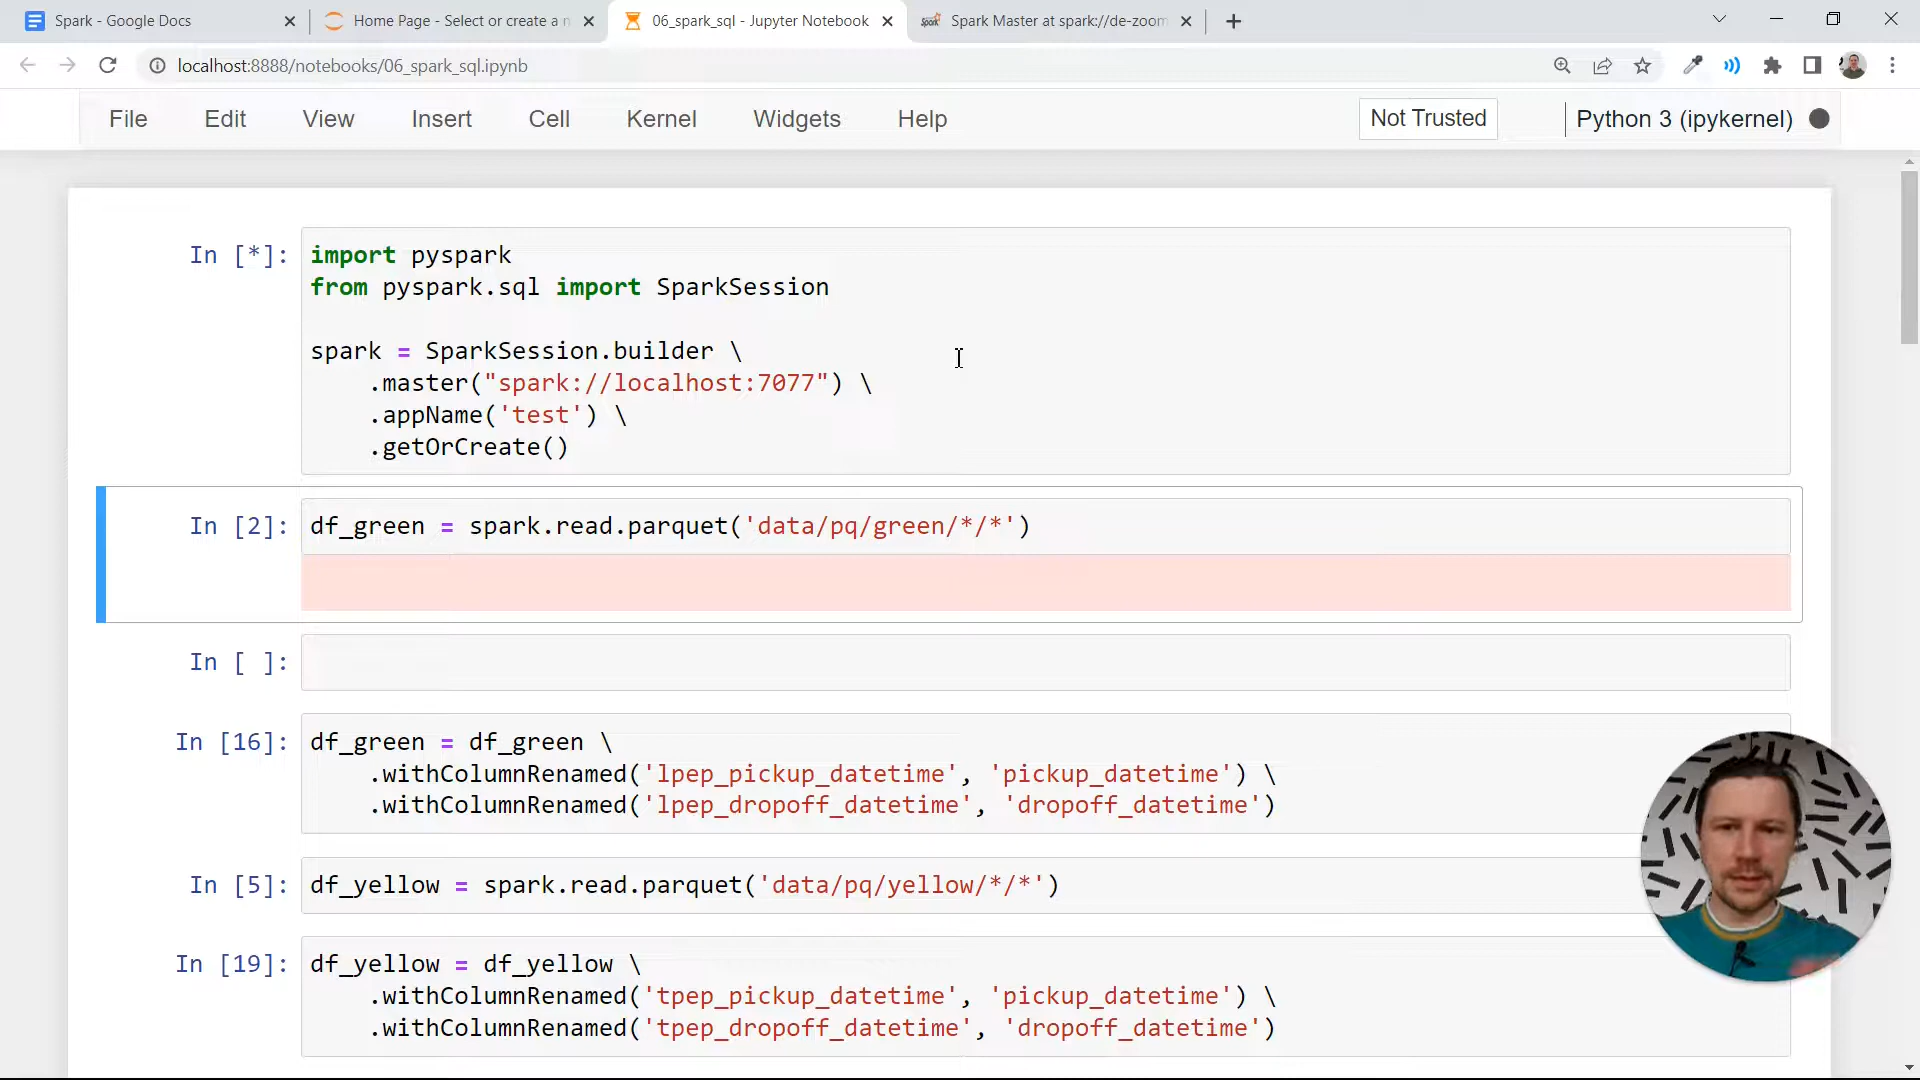 Spark - Google Docs
Home Page - Select or create a n
06_spark_sql - Jupyter Notebook
Spark Master at spark://de-zoom
localhost:8888/notebooks/06_spark_sql.ipynb
File Edit View Insert Cell Kernel Widgets Help
Not Trusted
Python 3 (ipykernel)
In [*]: import pyspark
from pyspark.sql import SparkSession
spark = SparkSession.builder \
.master("spark://localhost:7077") \
.appName('test') \
.getOrCreate()
In [2]: df_green = spark.read.parquet('data/pq/green/*/*')
In [ ]:
In [16]: df_green = df_green \
.withColumnRenamed('lpep_pickup_datetime', 'pickup_datetime') \
.withColumnRenamed('lpep_dropoff_datetime', 'dropoff_datetime')
In [5]: df_yellow = spark.read.parquet('data/pq/yellow/*/*')
In [19]: df_yellow = df_yellow \
.withColumnRenamed('tpep_pickup_datetime', 'pickup_datetime') \
.withColumnRenamed('tpep_dropoff_datetime', 'dropoff_datetime')